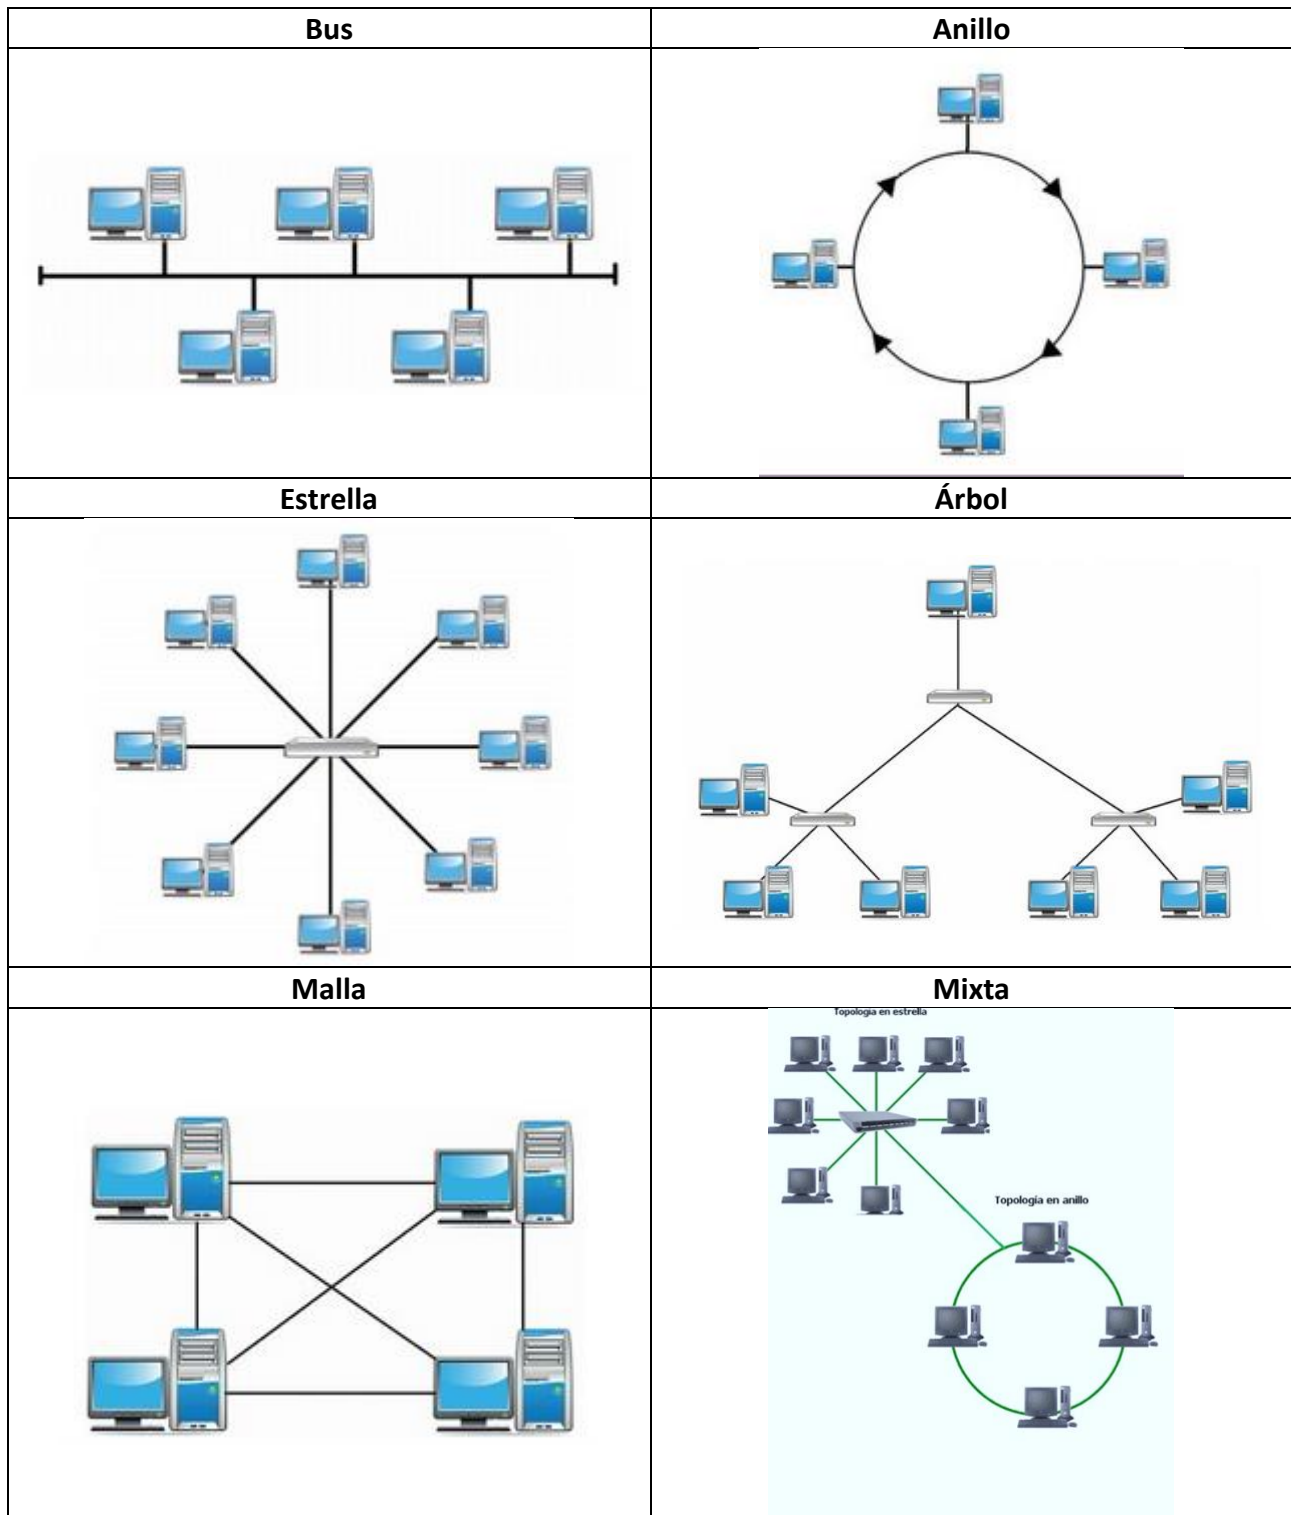 Bus
Anillo
Estrella
Árbol
Malla
Mixta
Topología en estrella
Topología en anillo